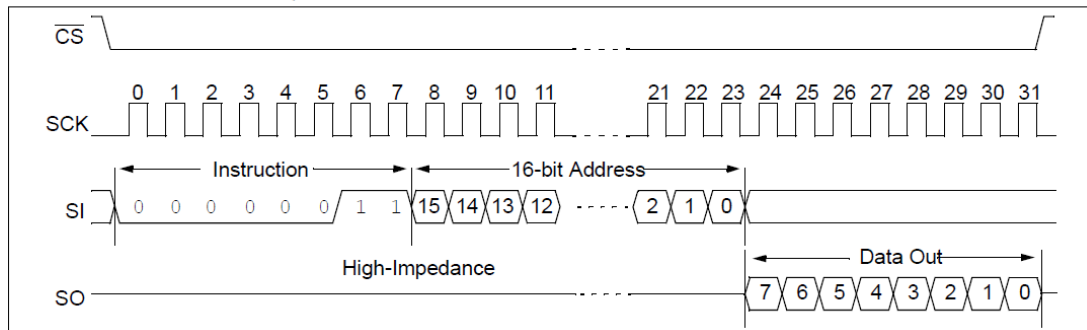 CS
0 1 2 3 4 5 6 7 8 9 10 11 21 22 23 24 25 26 27 28 29 30 31
SCK
Instruction 16-bit Address
SI 0 0 0 0 0 0 1 1 15 14 13 12 2 1 0
High-Impedance Data Out
SO 7 6 5 4 3 2 1 0